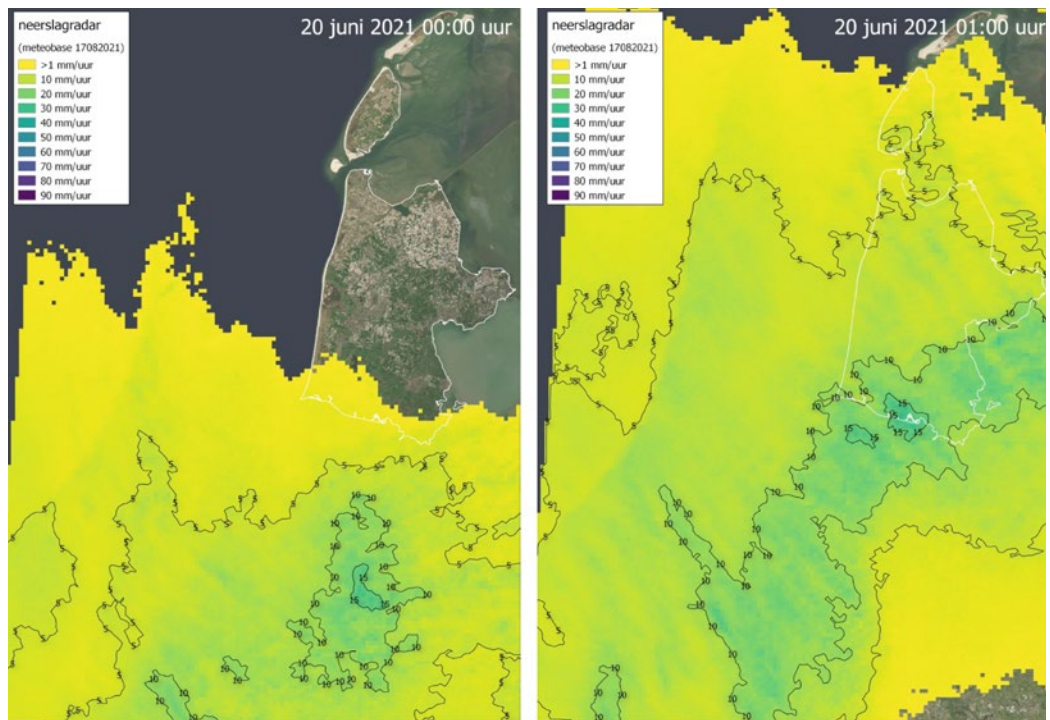 neerslagradar
(meteobase 17082021)
>1 mm/uur
10 mm/uur
20 mm/uur
30 mm/uur
40 mm/uur
50 mm/uur
60 mm/uur
70 mm/uur
80 mm/uur
90 mm/uur
20 juni 2021 00:00 uur
neerslagradar
(meteobase 17082021)
>1 mm/uur
10 mm/uur
20 mm/uur
30 mm/uur
40 mm/uur
50 mm/uur
60 mm/uur
70 mm/uur
80 mm/uur
90 mm/uur
20 juni 2021 01:00 uur